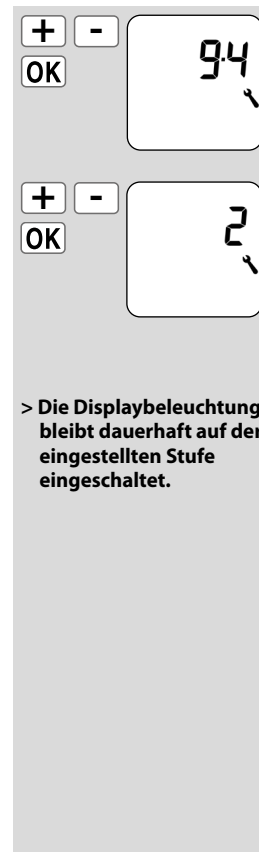 + -
OK
9.4
+ -
OK
2
> Die Displaybeleuchtung
bleibt dauerhaft auf der
eingestellten Stufe
eingeschaltet.